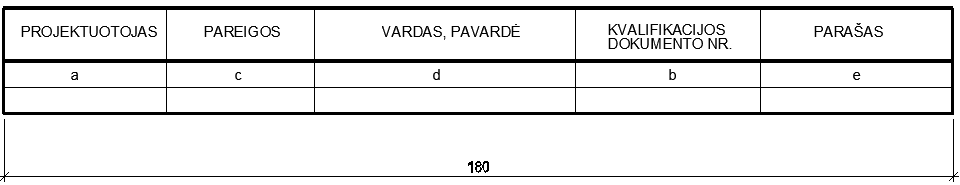 PROJEKTUOTOJAS PAREIGOS VARDAS, PAVARDĖ KVALIFIKACIJOS DOKUMENTO NR. PARAŠAS
a c d b e
180